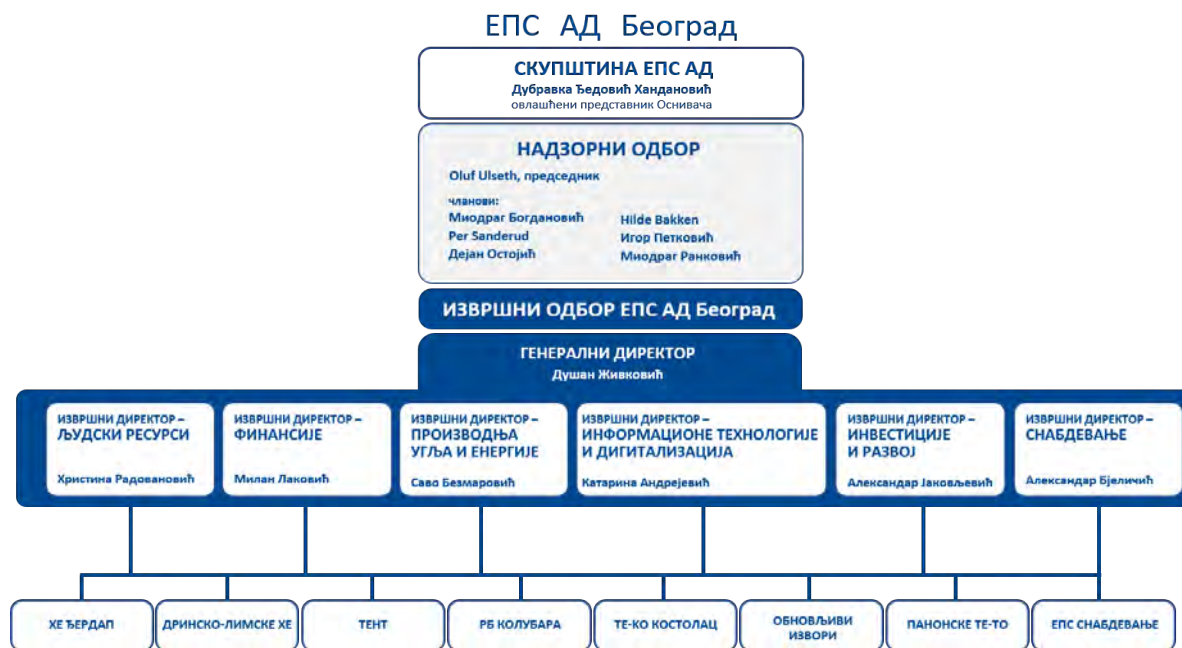 ЕПС АД Београд
СКУПШТИНА ЕПС АД
Дубравка Ђедовић Хандановић
овлашћени представник Оснивача
НАДЗОРНИ ОДБОР
Oluf Ulseth, председник
чланови:
Миодраг Богдановић
Per Sanderud
Дејан Остојић
Hilde Bakken
Игор Петковић
Миодраг Ранковић
ИЗВРШНИ ОДБОР ЕПС АД Београд
ГЕНЕРАЛНИ ДИРЕКТОР
Душан Живковић
ИЗВРШНИ ДИРЕКТОР –
ЉУДСКИ РЕСУРСИ
Христина Радовановић
ИЗВРШНИ ДИРЕКТОР –
ФИНАНСИЈЕ
Милан Лаковић
ИЗВРШНИ ДИРЕКТОР –
ПРОИЗВОДЊА
УГЉА И ЕНЕРГИЈЕ
Саво Безмаровић
ИЗВРШНИ ДИРЕКТОР –
ИНФОРМАЦИОНЕ ТЕХНОЛОГИЈЕ
И ДИГИТАЛИЗАЦИЈА
Катарина Андрејевић
ИЗВРШНИ ДИРЕКТОР –
ИНВЕСТИЦИЈЕ
И РАЗВОЈ
Александар Јаковљевић
ИЗВРШНИ ДИРЕКТОР –
СНАБДЕВАЊЕ
Александар Бјеличић
ХЕ ЂЕРДАП
ДРИНСКО-ЛИМСКЕ ХЕ
ТЕНТ
РБ КОЛУБАРА
ТЕ-КО КОСТОЛАЦ
ОБНОВЉИВИ
ИЗВОРИ
ПАНОНСКЕ ТЕ-ТО
ЕПС СНАБДЕВАЊЕ